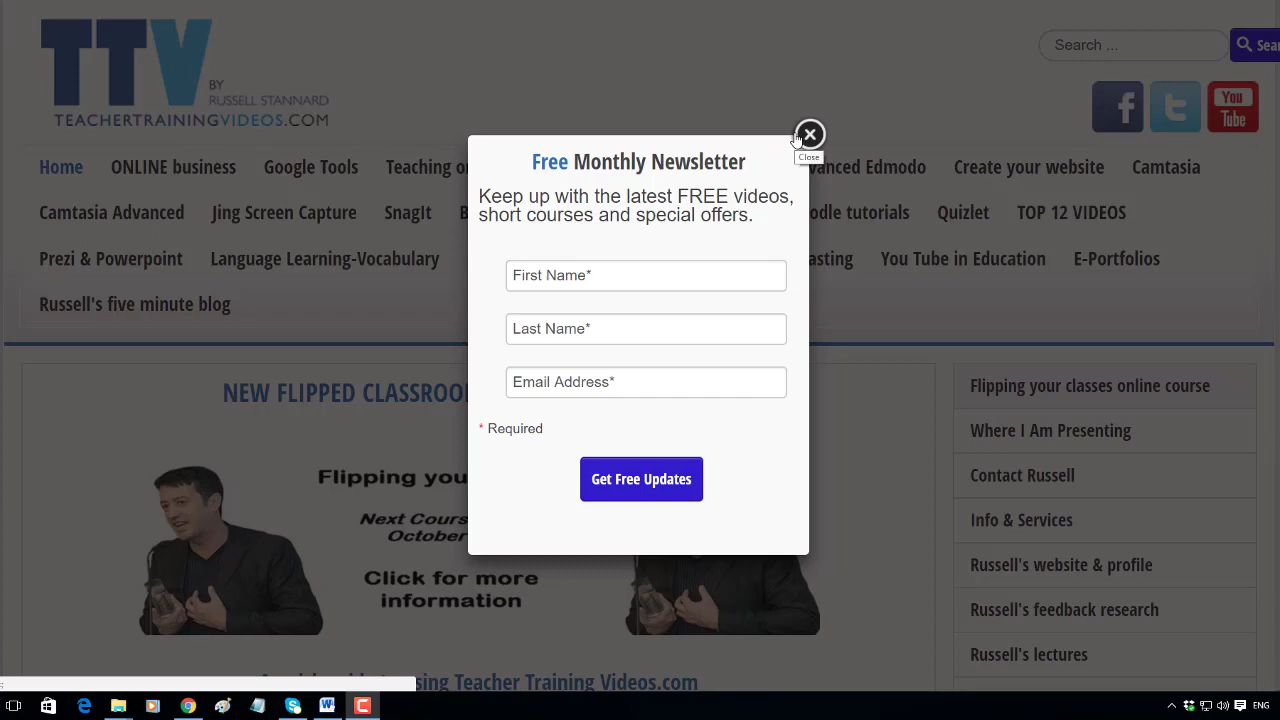 TTV
BY
RUSSELL STANNARD
TEACHERTRAININGVIDEOS.COM
Search ...
Sear
f
t
You
Tube
Close
Home
ONLINE business
Google Tools
Teaching on
vanced Edmodo
Create your website
Camtasia
Camtasia Advanced
Jing Screen Capture
SnagIt
B
odle tutorials
Quizlet
TOP 12 VIDEOS
Prezi & Powerpoint
Language Learning-Vocabulary
asting
You Tube in Education
E-Portfolios
Russell's five minute blog
Free Monthly Newsletter
Keep up with the latest FREE videos,
short courses and special offers.
First Name*
Last Name*
Email Address*
* Required
Get Free Updates
NEW FLIPPED CLASSROO
Flipping you
Next Cours
October
Click for more
information
sing Teacher Training Videos.com
Flipping your classes online course
Where I Am Presenting
Contact Russell
Info & Services
Russell's website & profile
Russell's feedback research
Russell's lectures
ENG